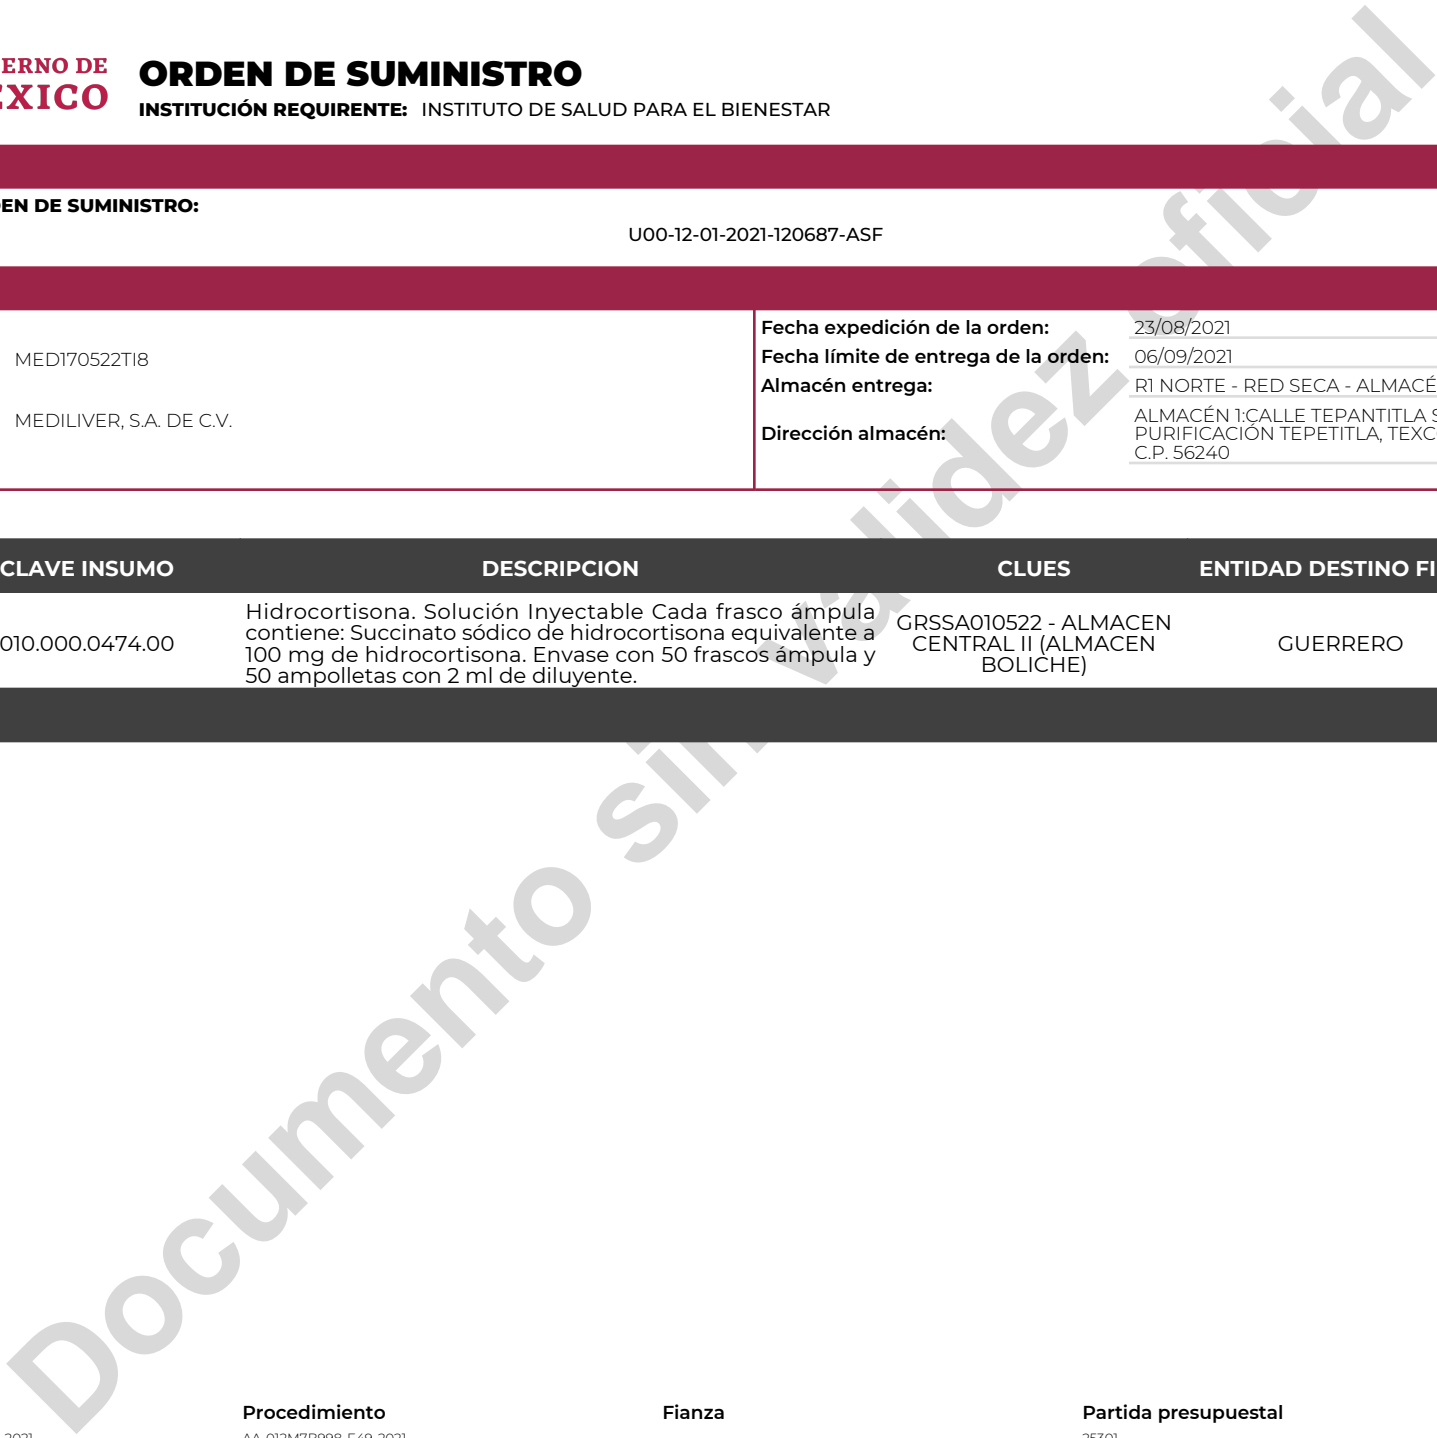 ERNO DE
ORDEN DE SUMINISTRO
INSTITUCIÓN REQUIRENTE: INSTITUTO DE SALUD PARA EL BIENESTAR
EN DE SUMINISTRO:
U00-12-01-2021-120687-ASF
MED170522TI8
MEDILIVER, S.A. DE C.V.
Fecha expedición de la orden: 23/08/2021
Fecha límite de entrega de la orden: 06/09/2021
Almacén entrega: R1 NORTE - RED SECA - ALMACÉ
Dirección almacén:
ALMACÉN 1:CALLE TEPANTITLA S
PURIFICACIÓN TEPETITLA, TEXC
C.P. 56240
CLAVE INSUMO DESCRIPCION CLUES ENTIDAD DESTINO FI
010.000.0474.00
Hidrocortisona. Solución Inyectable Cada frasco ámpula
contiene: Succinato sódico de hidrocortisona equivalente a
100 mg de hidrocortisona. Envase con 50 frascos ámpula y
50 ampolletas con 2 ml de diluyente.
GRSSA010522 - ALMACEN
CENTRAL II (ALMACEN
BOLICHE)
GUERRERO
Documento sin validez oficial
Procedimiento Fianza Partida presupuestal